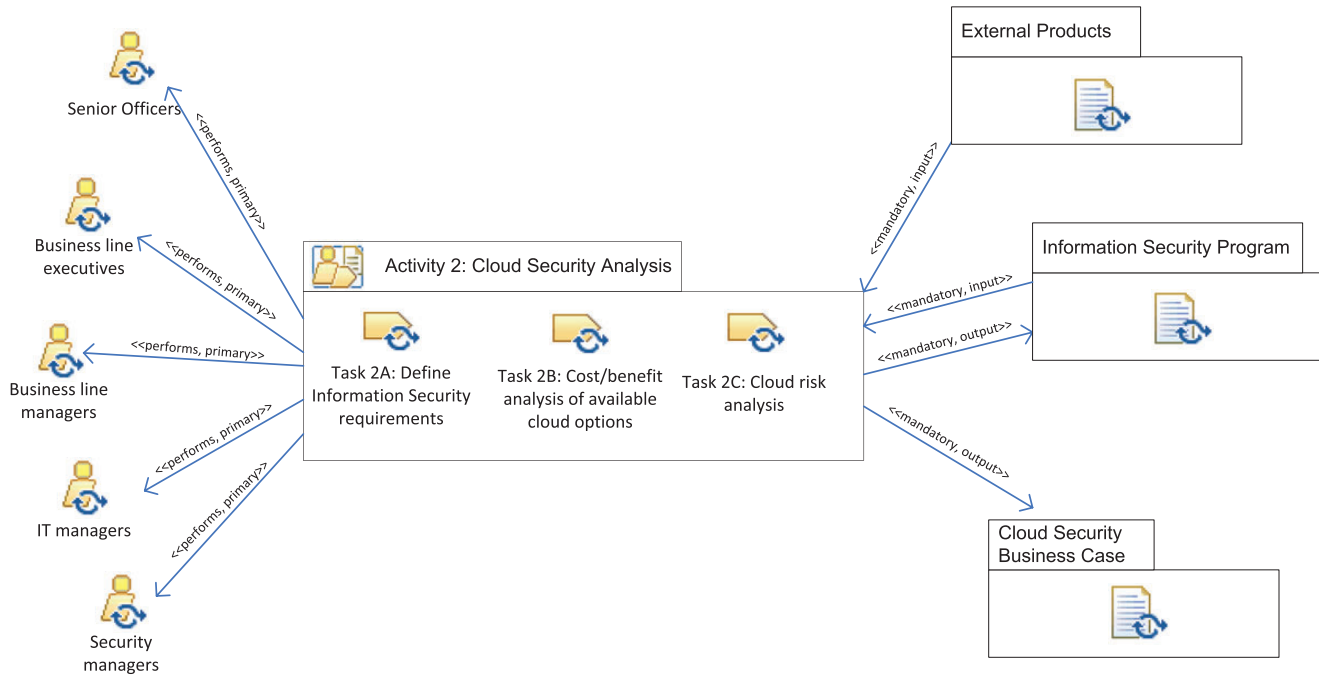 Senior Officers
<<performs, primary>>
Business line
executives
<<performs, primary>>
Business line
managers
<<performs, primary>>
IT managers
<<performs, primary>>
Security
managers
<<performs, primary>>
Activity 2: Cloud Security Analysis
Task 2A: Define
Information Security
requirements
Task 2B: Cost/benefit
analysis of available
cloud options
Task 2C: Cloud risk
analysis
External Products
<<mandatory, input>>
Information Security Program
<<mandatory, input>>
<<mandatory, output>>
<<mandatory, output>>
Cloud Security
Business Case